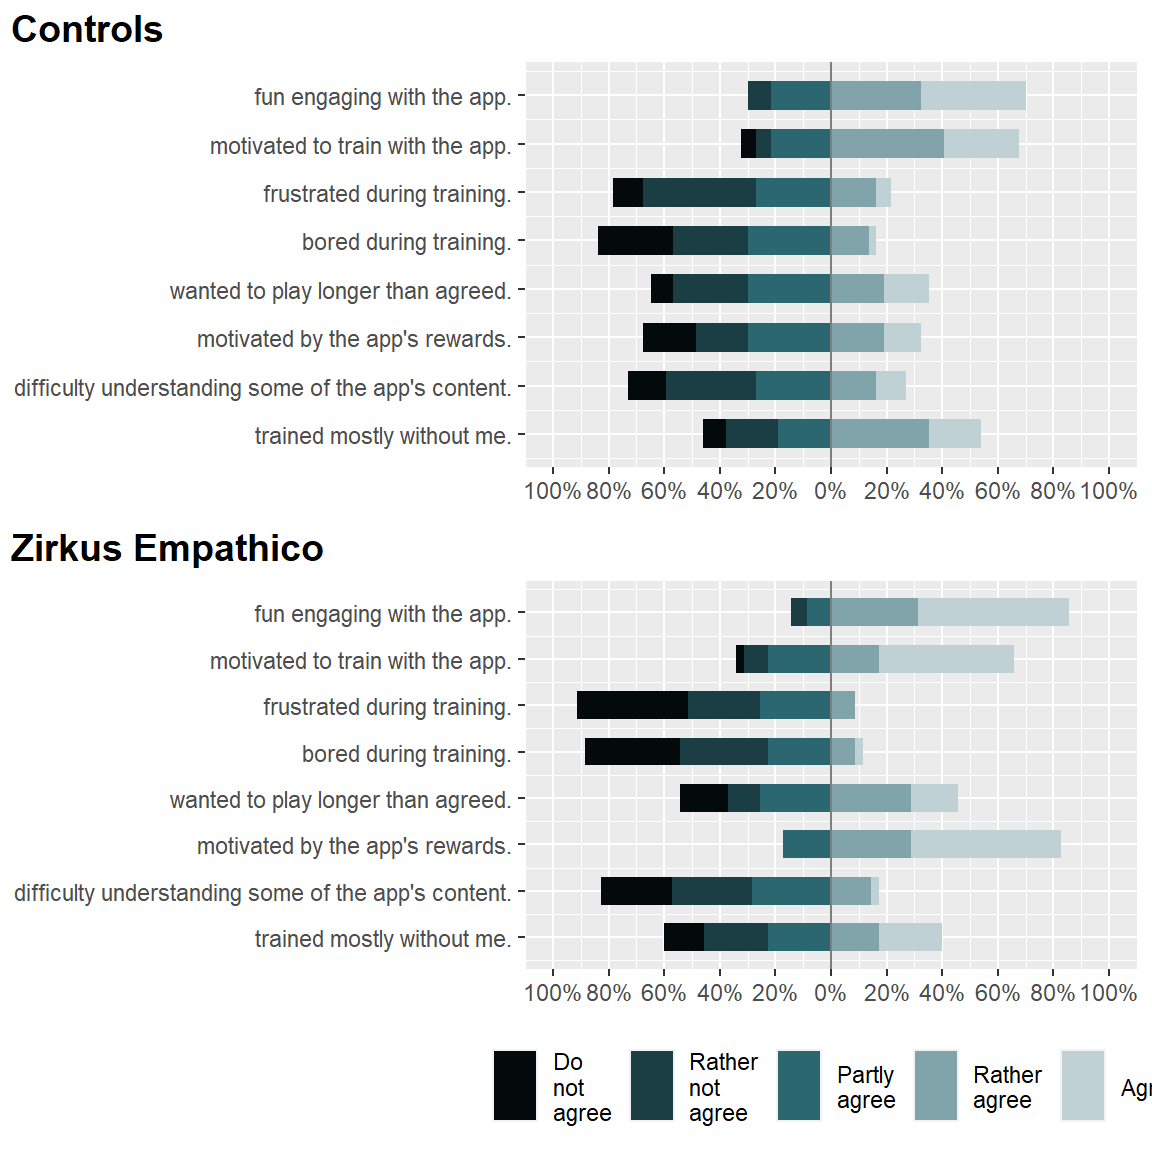 Controls
fun engaging with the app.
motivated to train with the app.
frustrated during training.
bored during training.
wanted to play longer than agreed.
motivated by the app's rewards.
difficulty understanding some of the app's content.
trained mostly without me.
100% 80% 60% 40% 20% 0% 20% 40% 60% 80% 100%
Zirkus Empathico
fun engaging with the app.
motivated to train with the app.
frustrated during training.
bored during training.
wanted to play longer than agreed.
motivated by the app's rewards.
difficulty understanding some of the app's content.
trained mostly without me.
100% 80% 60% 40% 20% 0% 20% 40% 60% 80% 100%
Do
not
agree
Rather
not
agree
Partly
agree
Rather
agree